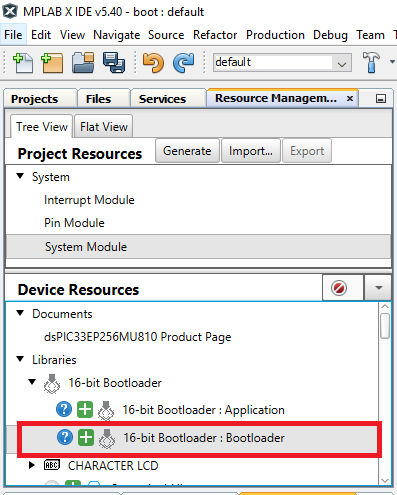 MPLAB X IDE v5.40 - boot : default
File Edit View Navigate Source Refactor Production Debug Team
default
Projects Files Services Resource Managem... ×
Tree View Flat View
Project Resources Generate Import... Export
System
Interrupt Module
Pin Module
System Module
Device Resources
Documents
dsPIC33EP256MU810 Product Page
Libraries
16-bit Bootloader
? 16-bit Bootloader : Application
? 16-bit Bootloader : Bootloader
ABC CHARACTER LCD